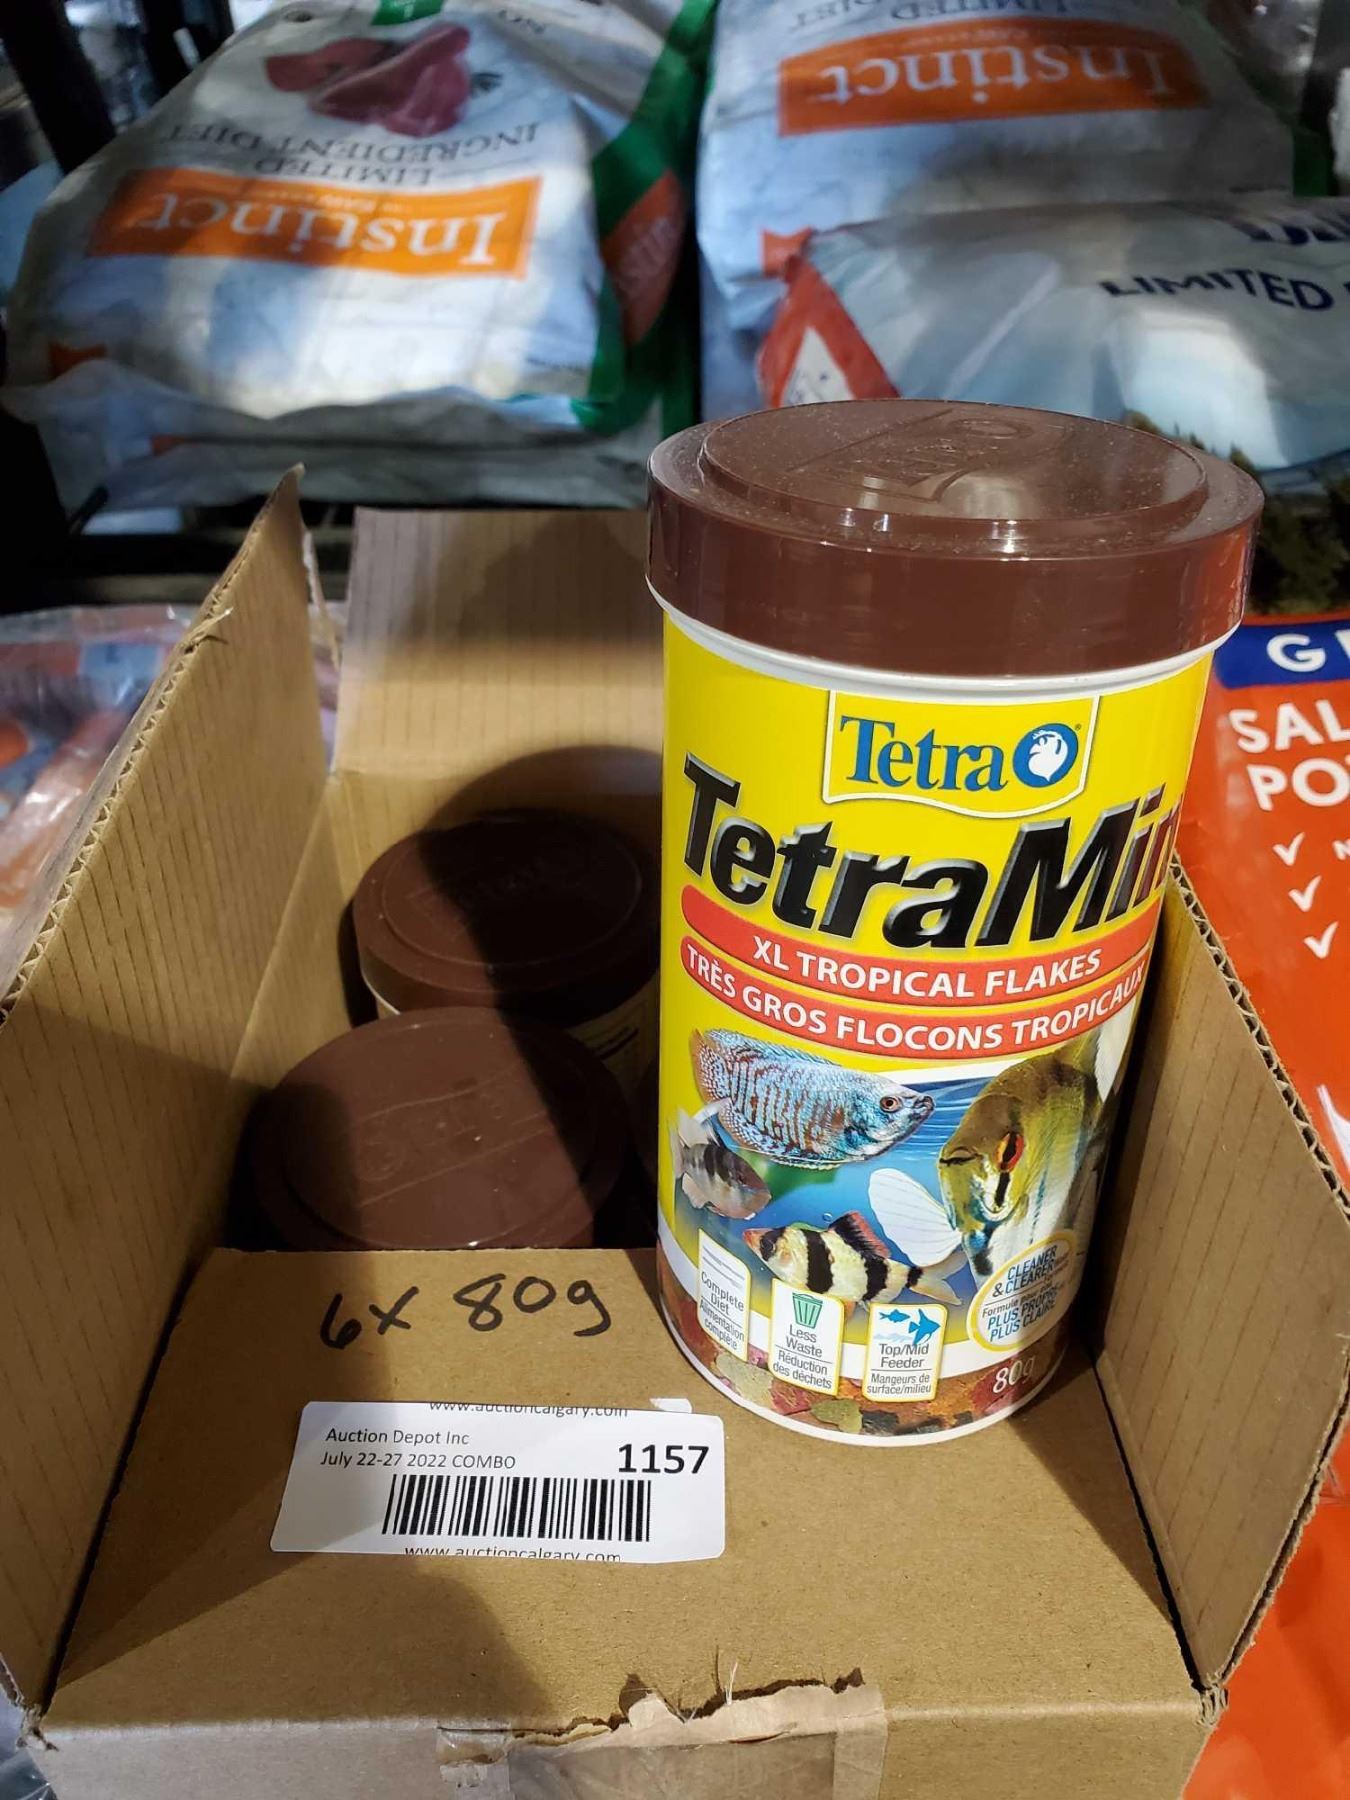 Instinct
LIMITED
INGREDIENT DIET
Instinct
LIMITED DIET
LIMITED
Tetra
TetraMin
XL TROPICAL FLAKES
TRÈS GROS FLOCONS TROPICAUX
Complete
Diet
Alimentation
complète
Less
Waste
Réduction
des déchets
Top/Mid
Feeder
Mangeurs de
surface/milieu
CLEANER
& CLEARER
PLUS PROPRE
PLUS CLAIRE
80g
SAL
PO
6x 80g
www.auctioncalgary.com
Auction Depot Inc
July 22-27 2022 COMBO
1157
www.auctioncalgary.com